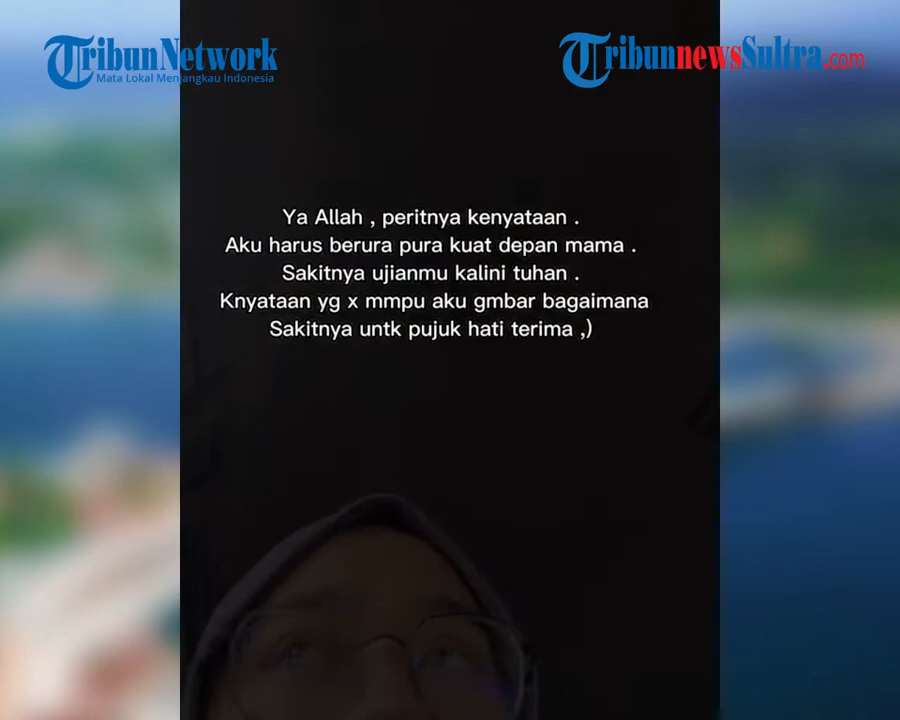 TribunNetwork
Mata Lokal Menjangkau Indonesia
TribunnewsSultra.com
Ya Allah , peritnya kenyataan .
Aku harus berura pura kuat depan mama .
Sakitnya ujianmu kalini tuhan .
Knyataan yg x mmpu aku gmbar bagaimana
Sakitnya untk pujuk hati terima ,)